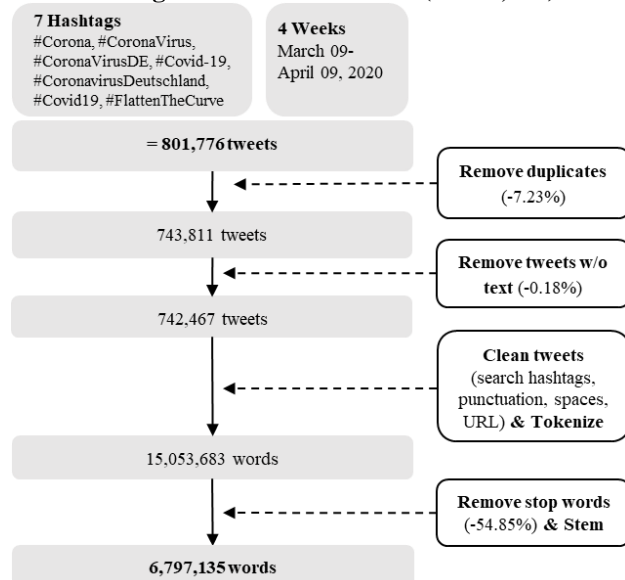 7 Hashtags
#Corona, #CoronaVirus,
#CoronaVirusDE, #Covid-19,
#CoronavirusDeutschland,
#Covid19, #FlattenTheCurve
4 Weeks
March 09-
April 09, 2020
= 801,776 tweets
Remove duplicates
(-7.23%)
743,811 tweets
Remove tweets w/o
text (-0.18%)
742,467 tweets
Clean tweets
(search hashtags,
punctuation, spaces,
URL) & Tokenize
15,053,683 words
Remove stop words
(-54.85%) & Stem
6,797,135 words